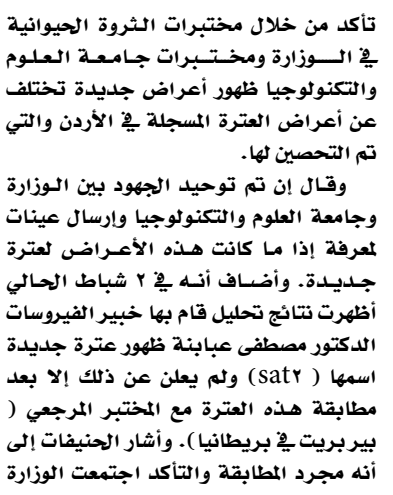 تأكد من خلال مختبرات الثروة الحيوانية
في الوزارة ومختبرات جامعة العلوم
والتكنولوجيا ظهور أعراض جديدة تختلف
عن أعراض العترة المسجلة في الأردن والتي
تم التحصين لها.
وقال إن تم توحيد الجهود بين الوزارة
وجامعة العلوم والتكنولوجيا وإرسال عينات
لمعرفة إذا ما كانت هذه الأعراض لعترة
جديدة. وأضاف أنه في ٢ شباط الحالي
أظهرت نتائج تحليل قام بها خبير الفيروسات
الدكتور مصطفى عبابنة ظهور عترة جديدة
اسمها ( sat٢) ولم يعلن عن ذلك إلا بعد
مطابقة هذه العترة مع المختبر المرجعي (
بيربريت في بريطانيا). وأشار الحنيفات إلى
أنه مجرد المطابقة والتأكد اجتمعت الوزارة